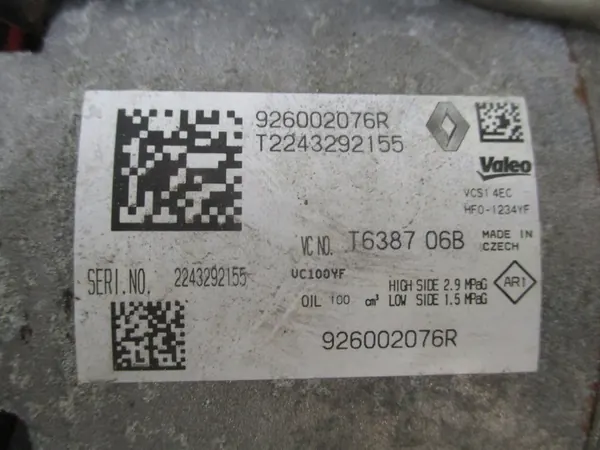 926002076R
T2243292155
Valeo
VCS14EC
HFO-1234YF
VC NO. T6387 06B MADE IN CZECH
SERI.NO. 2243292155
VC100YF
HIGH SIDE 2.9 MPaG
OIL 100 cm³ LOW SIDE 1.5 MPaG
AR1
926002076R